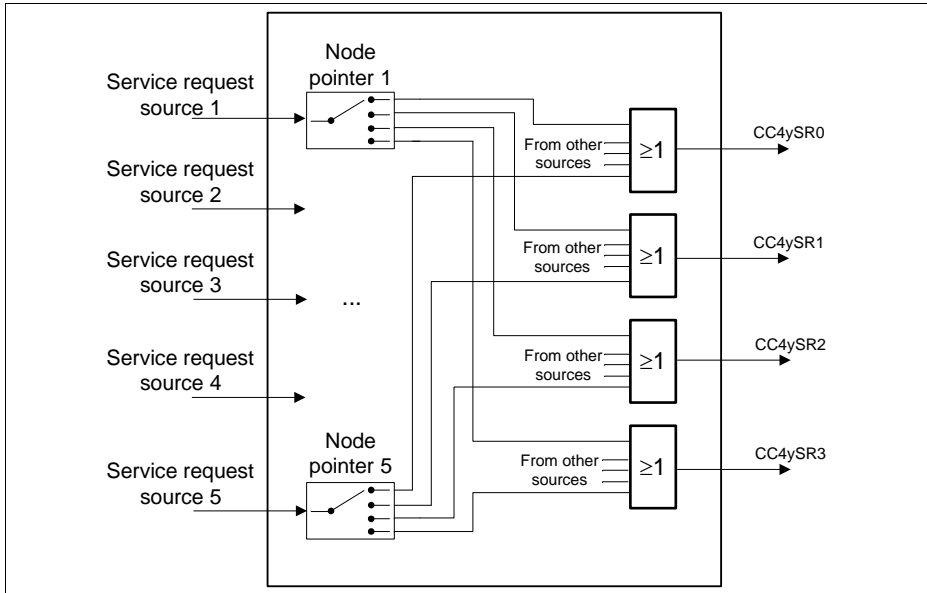 Node
pointer 1
Service request
source 1
Service request
source 2
Service request
source 3
Service request
source 4
Service request
source 5
...
Node
pointer 5
From other
sources
≥1
CC4ySR0
From other
sources
≥1
CC4ySR1
From other
sources
≥1
CC4ySR2
From other
sources
≥1
CC4ySR3